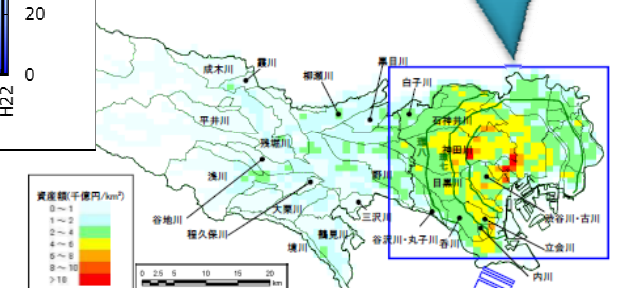 20
0
H22
成木川
霞川
柳瀬川
黒目川
白子川
平井川
石神井川
残堀川
神田川
浅川
野川
目黒川
谷地川
大栗川
三沢川
渋谷川・古川
程久保川
鶴見川
谷沢川・丸子川
呑川
立会川
境川
内川
資産額(千億円/km²)
0～1
1～2
2～4
4～6
6～8
8～10
>10
0 2.5 5 10 15 20
km